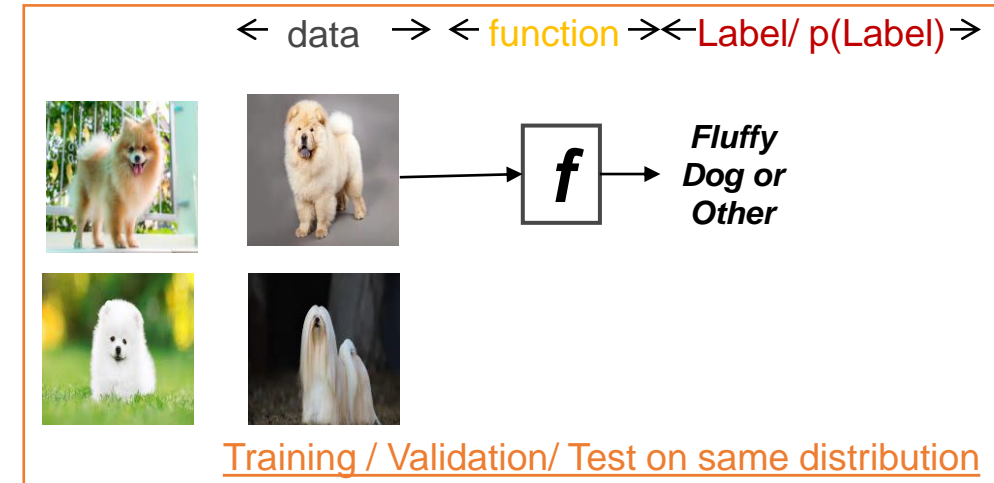 data function Label/ p(Label)
f
Fluffy
Dog or
Other
Training / Validation/ Test on same distribution